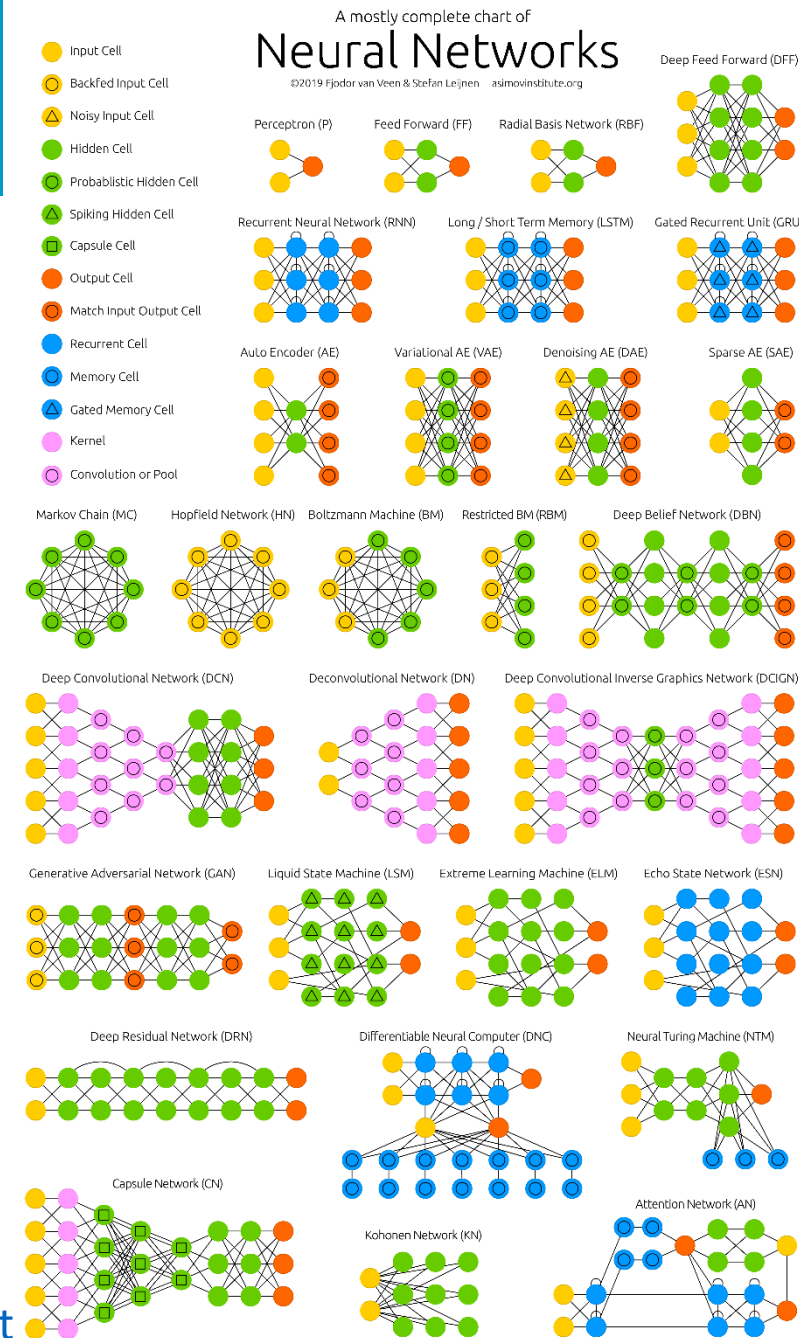 A mostly complete chart of
Neural Networks
©2019 Fjodor van Veen & Stefan Leijnen asimovinstitute.org
Input Cell
Backfed Input Cell
Noisy Input Cell
Hidden Cell
Probablistic Hidden Cell
Spiking Hidden Cell
Capsule Cell
Output Cell
Match Input Output Cell
Recurrent Cell
Memory Cell
Gated Memory Cell
Kernel
Convolution or Pool
Deep Feed Forward (DFF)
Perceptron (P)
Feed Forward (FF)
Radial Basis Network (RBF)
Recurrent Neural Network (RNN)
Long / Short Term Memory (LSTM)
Gated Recurrent Unit (GRU
Auto Encoder (AE)
Variational AE (VAE)
Denoising AE (DAE)
Sparse AE (SAE)
Markov Chain (MC)
Hopfield Network (HN)
Boltzmann Machine (BM)
Restricted BM (RBM)
Deep Belief Network (DBN)
Deep Convolutional Network (DCN)
Deconvolutional Network (DN)
Deep Convolutional Inverse Graphics Network (DCIGN)
Generative Adversarial Network (GAN)
Liquid State Machine (LSM)
Extreme Learning Machine (ELM)
Echo State Network (ESN)
Deep Residual Network (DRN)
Differentiable Neural Computer (DNC)
Neural Turing Machine (NTM)
Capsule Network (CN)
Kohonen Network (KN)
Attention Network (AN)
t